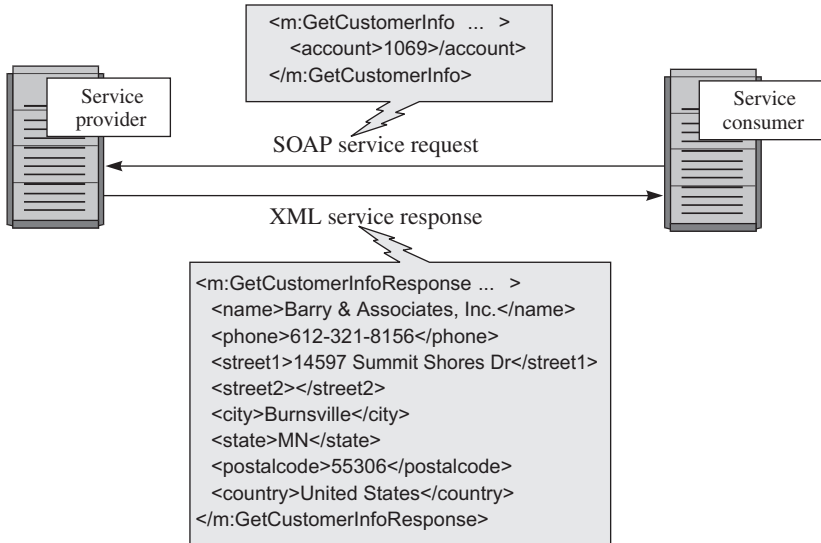 <m:GetCustomerInfo ... >
<account>1069>/account>
</m:GetCustomerInfo>
Service
provider
Service
consumer
SOAP service request
XML service response
<m:GetCustomerInfoResponse ... >
<name>Barry & Associates, Inc.</name>
<phone>612-321-8156</phone>
<street1>14597 Summit Shores Dr</street1>
<street2></street2>
<city>Burnsville</city>
<state>MN</state>
<postalcode>55306</postalcode>
<country>United States</country>
</m:GetCustomerInfoResponse>